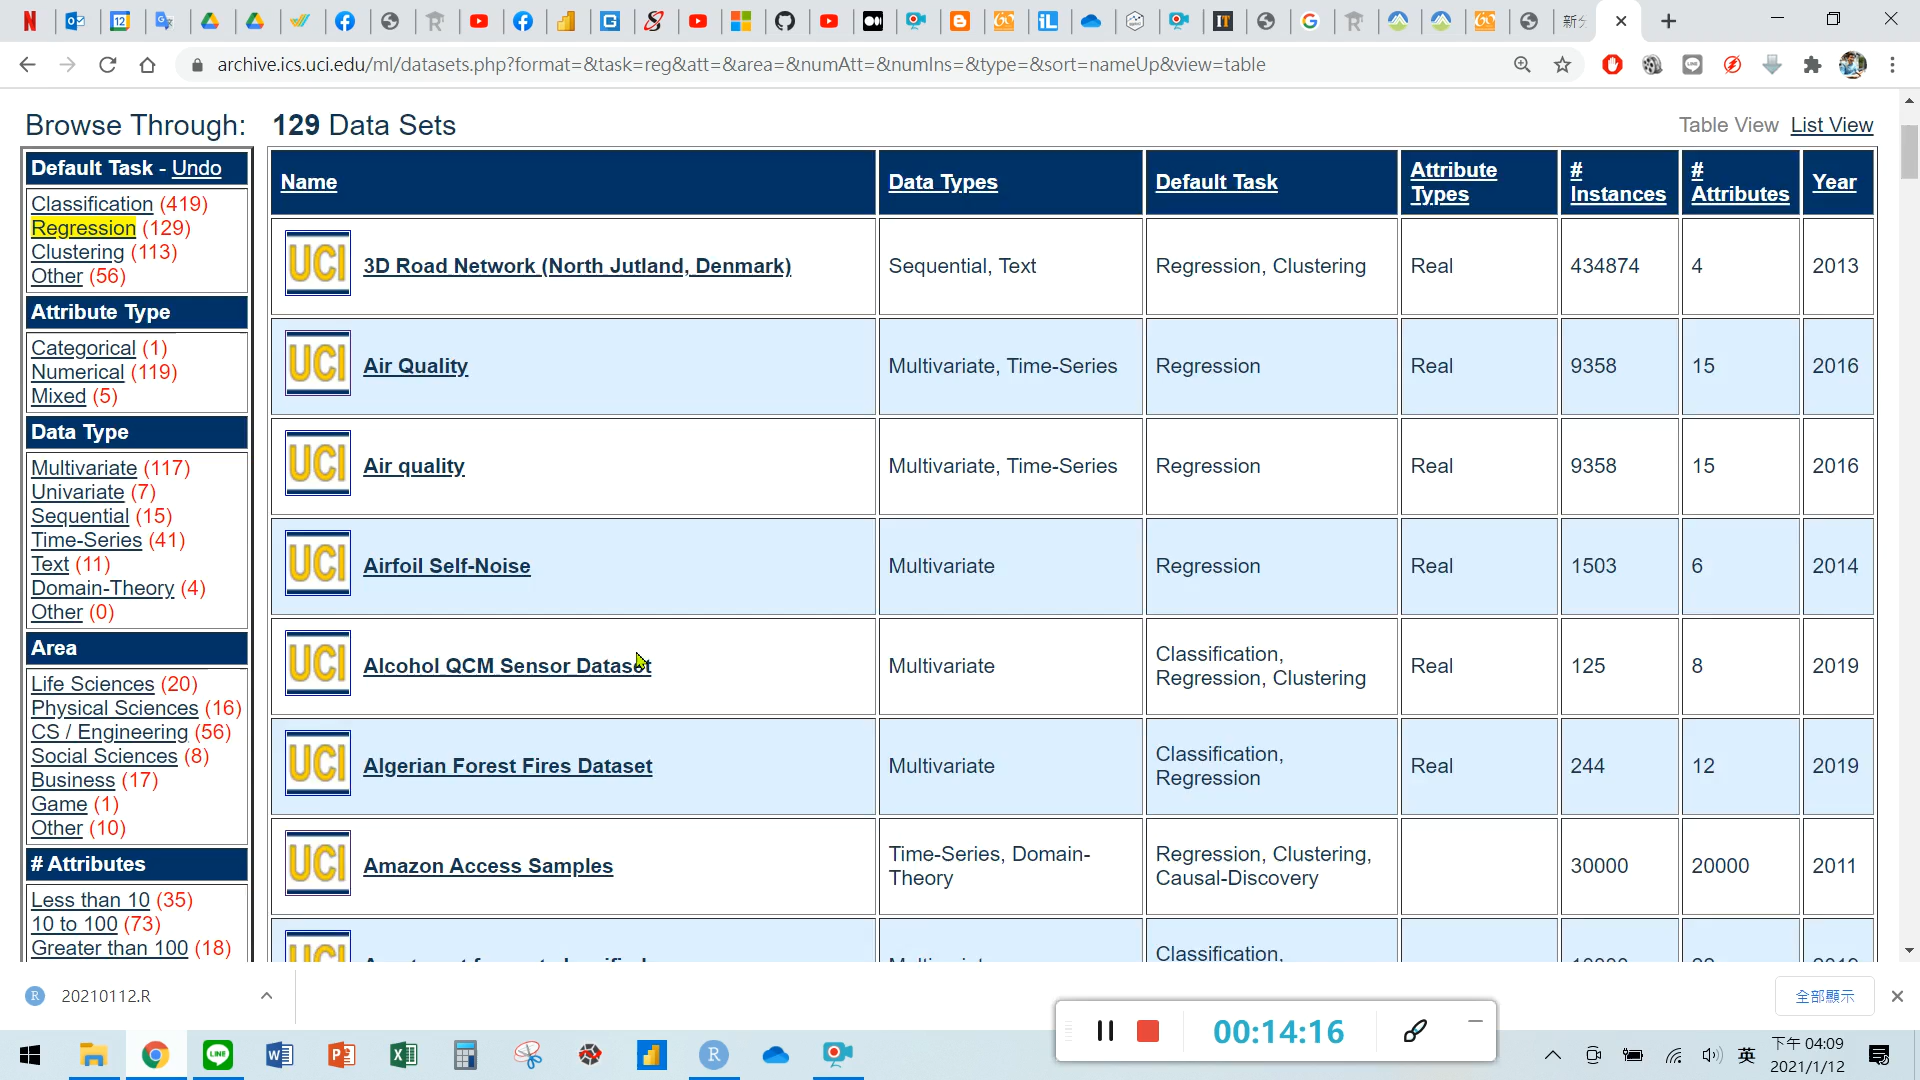 新分
archive.ics.uci.edu/ml/datasets.php?format=&task=reg&att=&area=&numAtt=&numIns=&type=&sort=nameUp&view=table
Browse Through:
129 Data Sets
Table View List View
Default Task - Undo
Classification (419)
Regression (129)
Clustering (113)
Other (56)
Attribute Type
Categorical (1)
Numerical (119)
Mixed (5)
Data Type
Multivariate (117)
Univariate (7)
Sequential (15)
Time-Series (41)
Text (11)
Domain-Theory (4)
Other (0)
Area
Life Sciences (20)
Physical Sciences (16)
CS / Engineering (56)
Social Sciences (8)
Business (17)
Game (1)
Other (10)
# Attributes
Less than 10 (35)
10 to 100 (73)
Greater than 100 (18)
Name Data Types Default Task Attribute Types # Instances # Attributes Year
UCI 3D Road Network (North Jutland, Denmark) Sequential, Text Regression, Clustering Real 434874 4 2013
UCI Air Quality Multivariate, Time-Series Regression Real 9358 15 2016
UCI Air quality Multivariate, Time-Series Regression Real 9358 15 2016
UCI Airfoil Self-Noise Multivariate Regression Real 1503 6 2014
UCI Alcohol QCM Sensor Dataset Multivariate Classification, Regression, Clustering Real 125 8 2019
UCI Algerian Forest Fires Dataset Multivariate Classification, Regression Real 244 12 2019
UCI Amazon Access Samples Time-Series, Domain-Theory Regression, Clustering, Causal-Discovery 30000 20000 2011
UCI Classification,
20210112.R
全部顯示
00:14:16
英
下午 04:09
2021/1/12